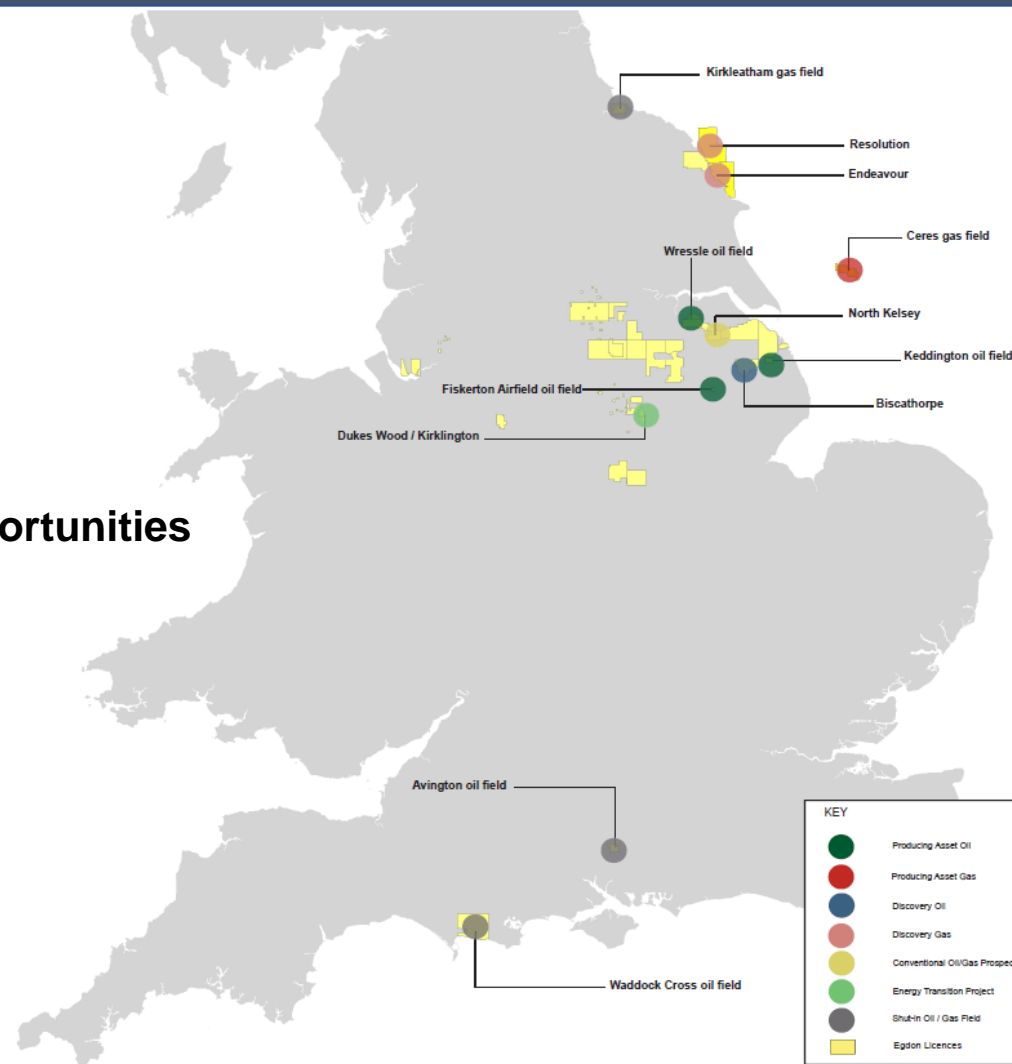 Kirkleatham gas field
Resolution
Endeavour
Ceres gas field
Wressle oil field
North Kelsey
Keddington oil field
Fiskerton Airfield oil field
Biscathorpe
Dukes Wood / Kirklington
ortunities
Avington oil field
Waddock Cross oil field
KEY
Producing Asset Oil
Producing Asset Gas
Discovery Oil
Discovery Gas
Conventional Oil/Gas Prospec
Energy Transition Project
Shut-in Oil / Gas Field
Egdon Licences